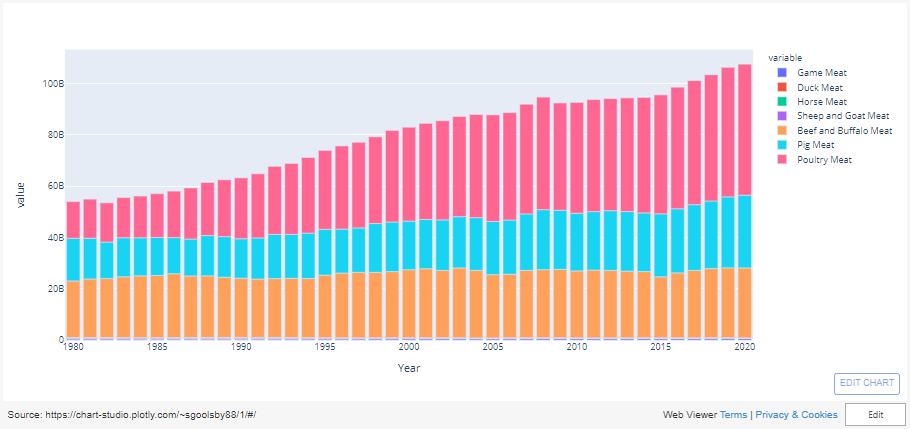 variable
Game Meat
Duck Meat
Horse Meat
Sheep and Goat Meat
Beef and Buffalo Meat
Pig Meat
Poultry Meat
value
100B
80B
60B
40B
20B
0
1980 1985 1990 1995 2000 2005 2010 2015 2020
Year
EDIT CHART
Source: https://chart-studio.plotly.com/~sgoolsby88/1/#/ Web Viewer Terms | Privacy & Cookies Edit